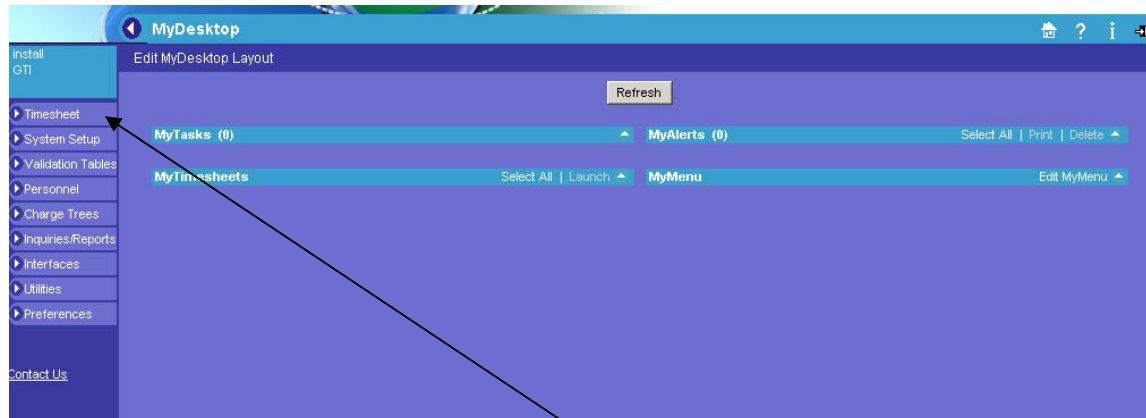 MyDesktop
?
i
install
GTI
Edit MyDesktop Layout
Refresh
Timesheet
System Setup
Validation Tables
Personnel
Charge Trees
Inquiries/Reports
Interfaces
Utilities
Preferences
Contact Us
MyTasks (0)
MyAlerts (0) Select All | Print | Delete
MyTimesheets Select All | Launch
MyMenu Edit MyMenu